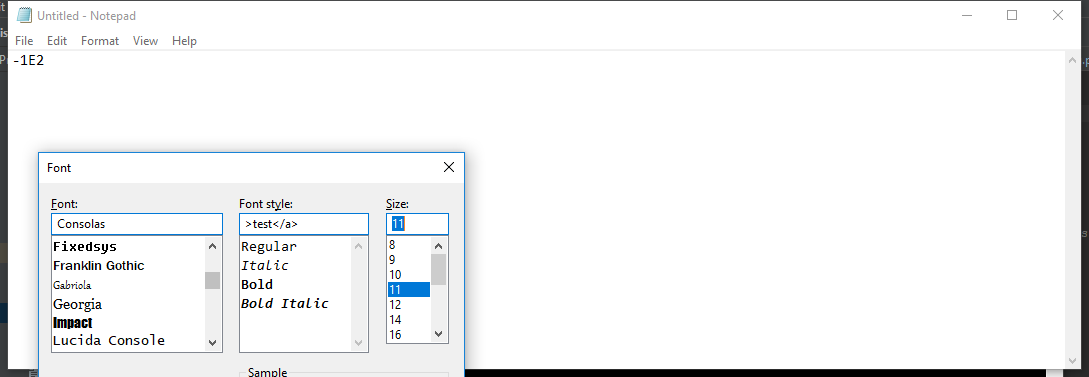 Untitled - Notepad
File Edit Format View Help
-1E2
Font
Font: Font style: Size:
Consolas >test</a> 11
Fixedsys Regular 8
Franklin Gothic Italic 9
Gabriola Bold 10
Georgia Bold Italic 11
Impact 12
Lucida Console 14
16
Sample